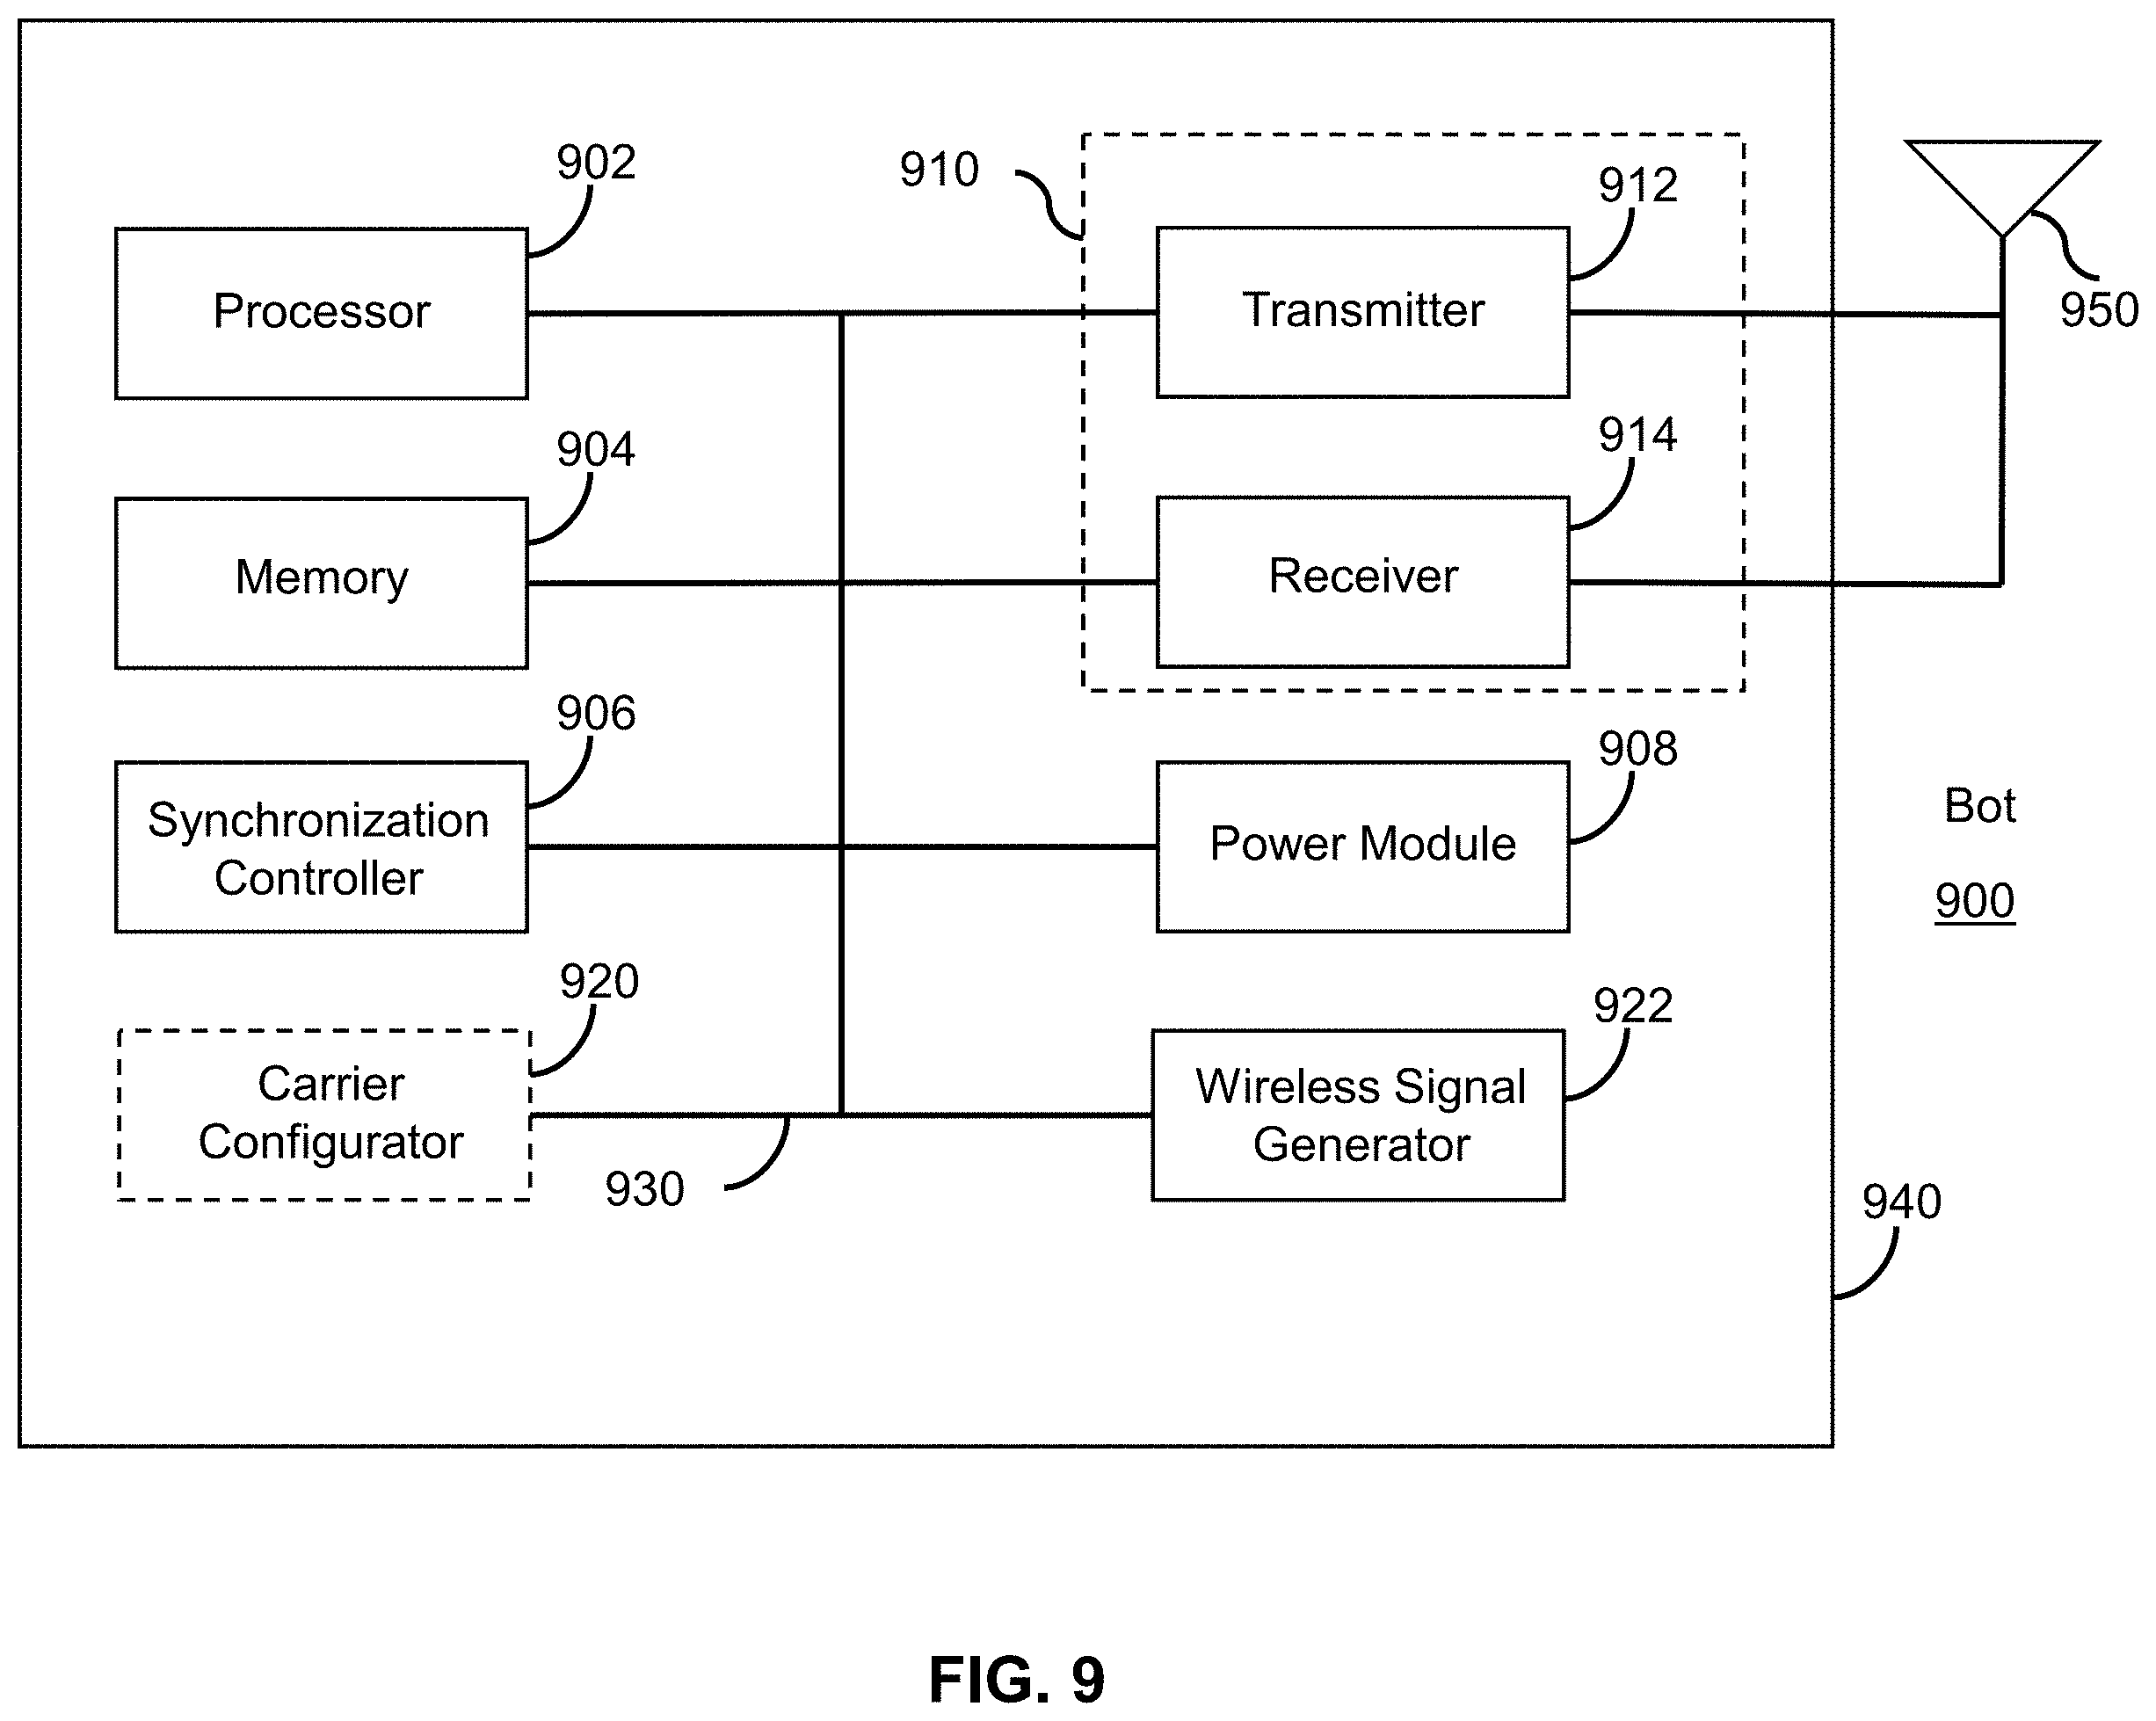 902
910
912
Processor
Transmitter
950
904
914
Memory
Receiver
906
908
Synchronization
Controller
Power Module
Bot
900
920
922
Carrier
Configurator
Wireless Signal
Generator
930
940
FIG. 9